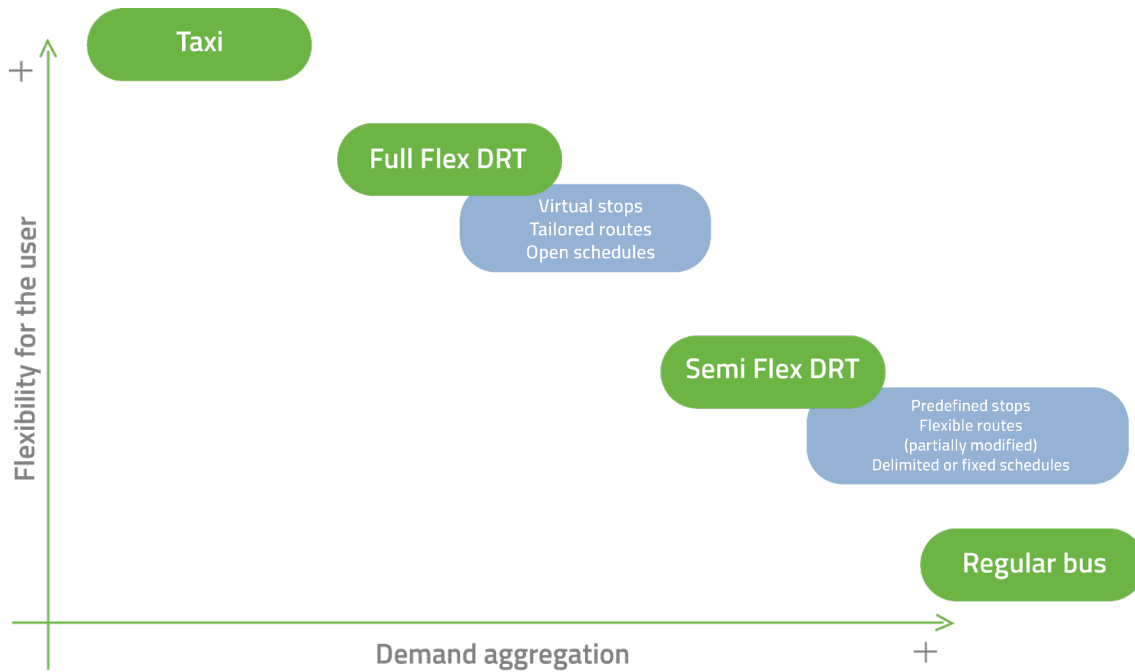 Taxi
+
Full Flex DRT
Virtual stops
Tailored routes
Open schedules
Flexibility for the user
Semi Flex DRT
Predefined stops
Flexible routes
(partially modified)
Delimited or fixed schedules
Regular bus
Demand aggregation
+